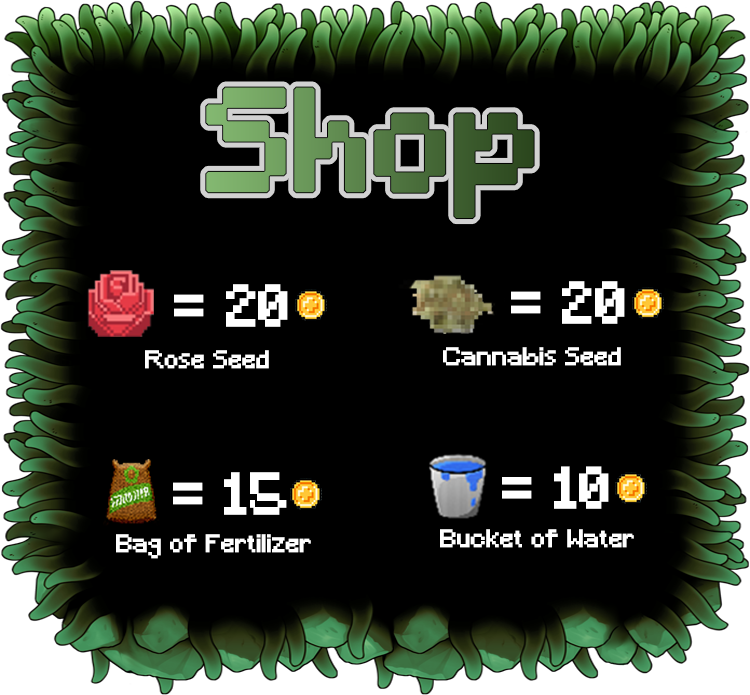 Shop
= 20
= 20
Rose Seed
Cannabis Seed
= 15
= 10
Bag of Fertilizer
Bucket of Water